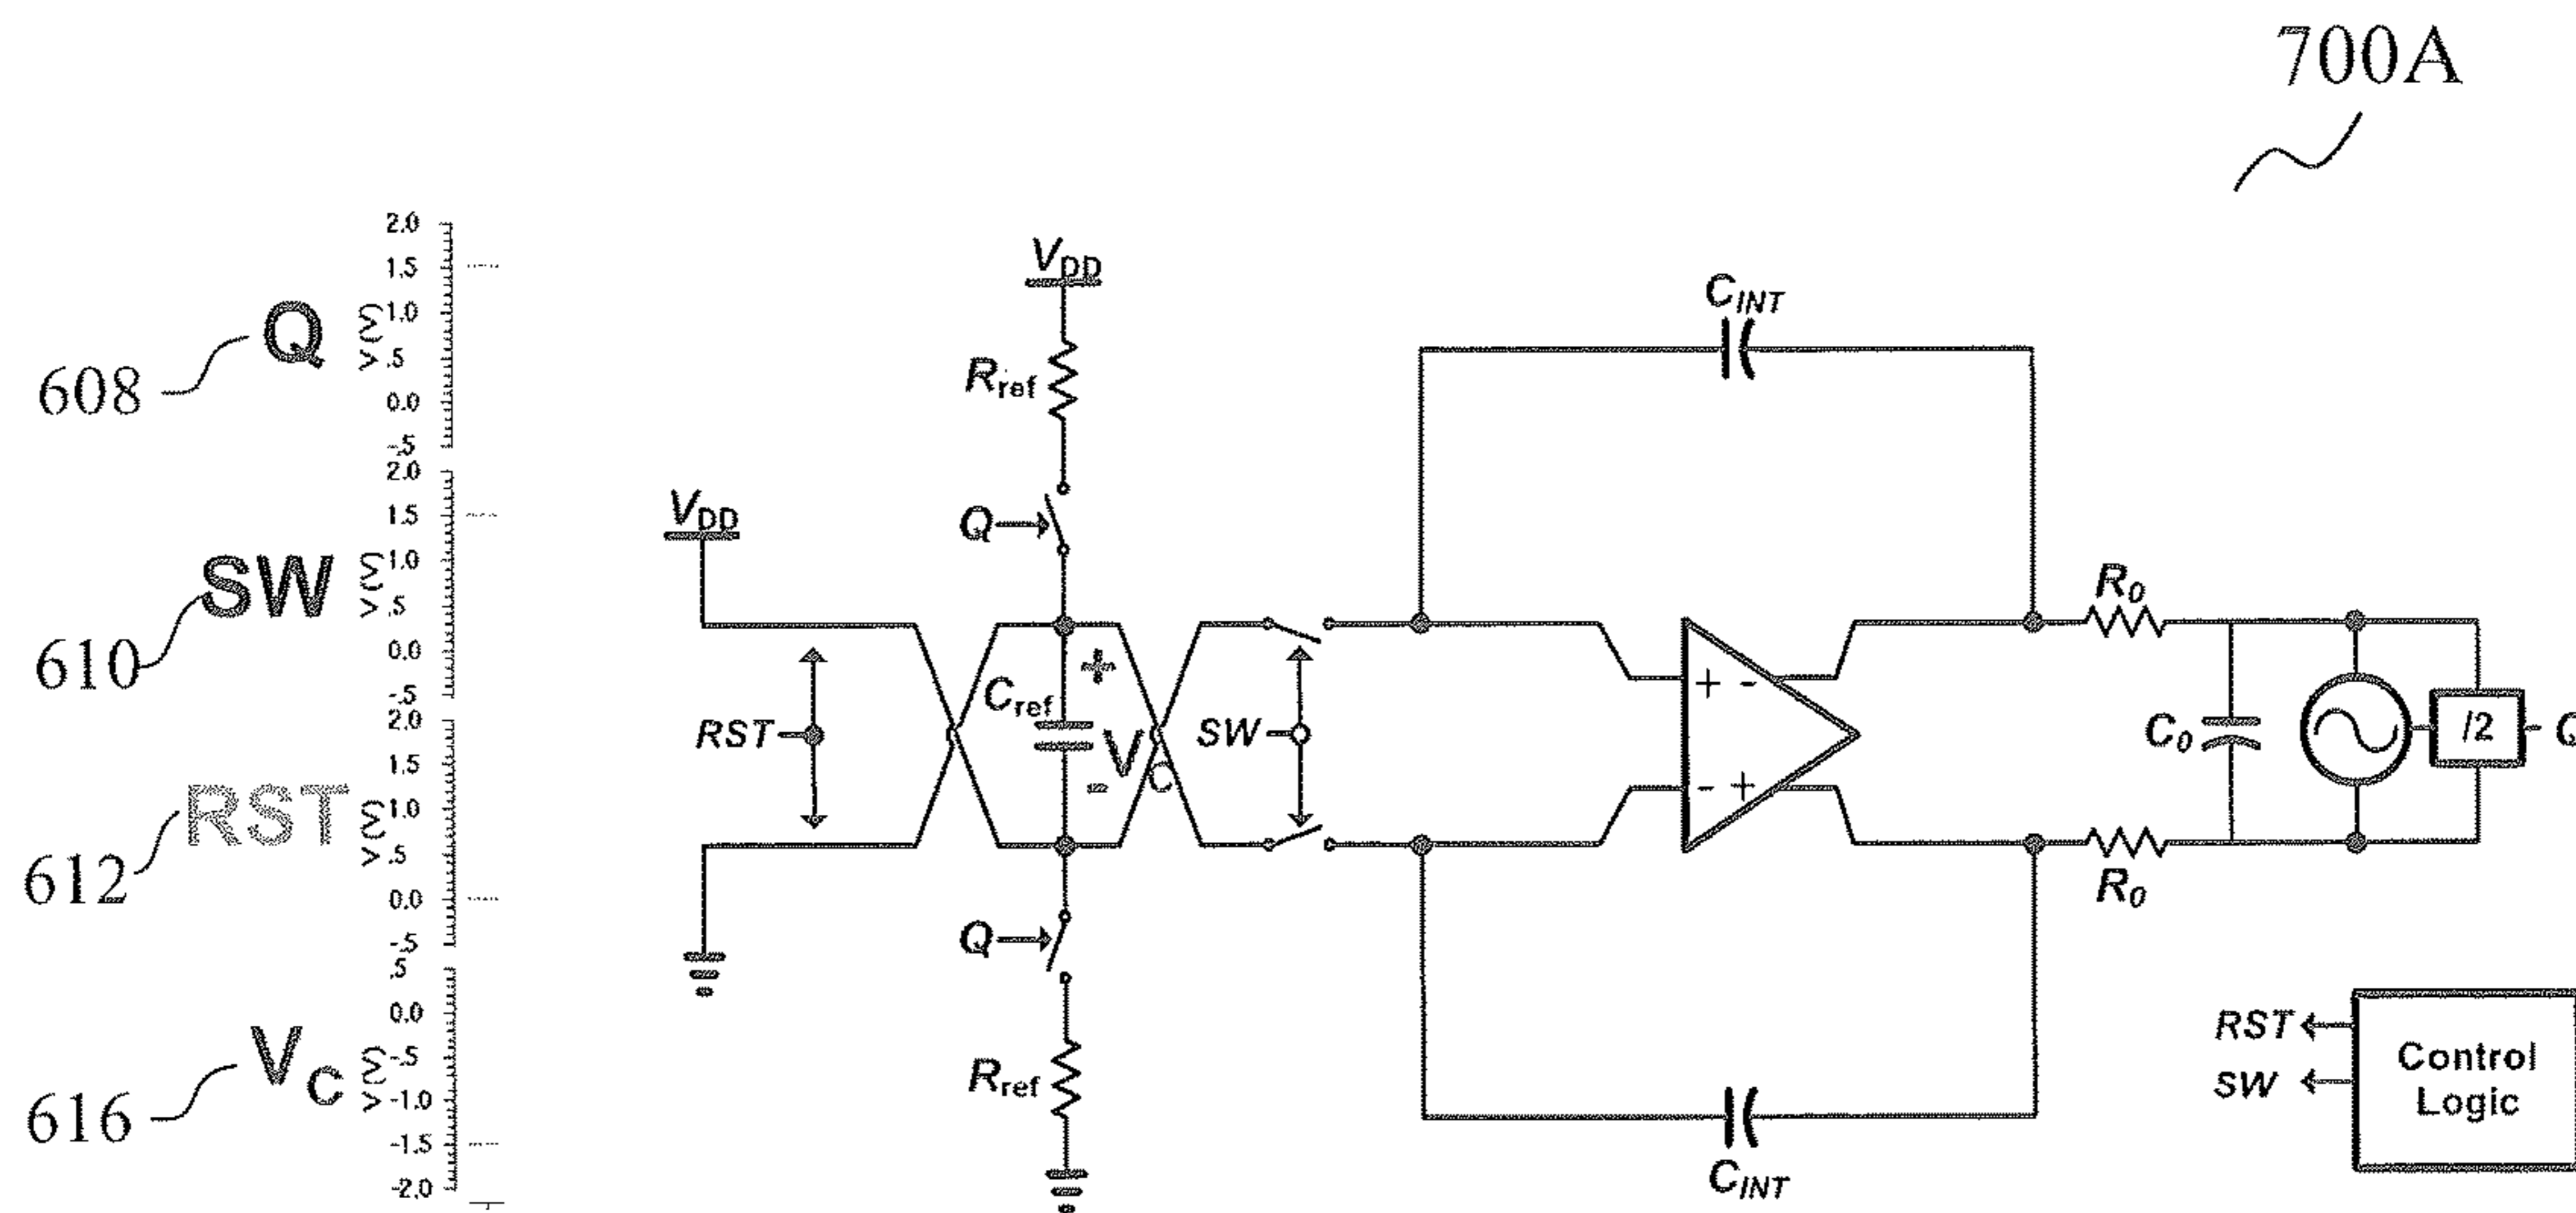 700A
608
Q
V(V)
2.0
1.5
1.0
.5
0.0
-.5
610
SW
V(V)
2.0
1.5
1.0
.5
0.0
-.5
612
RST
V(V)
2.0
1.5
1.0
.5
0.0
-.5
616
VC
V(V)
.5
0.0
-.5
-1.0
-1.5
-2.0
VDD
Rref
Q
VDD
RST
Cref
+
VC
-
SW
Q
Rref
CINT
+ -
- +
CINT
R0
C0
/2
Q
R0
RST
SW
Control
Logic